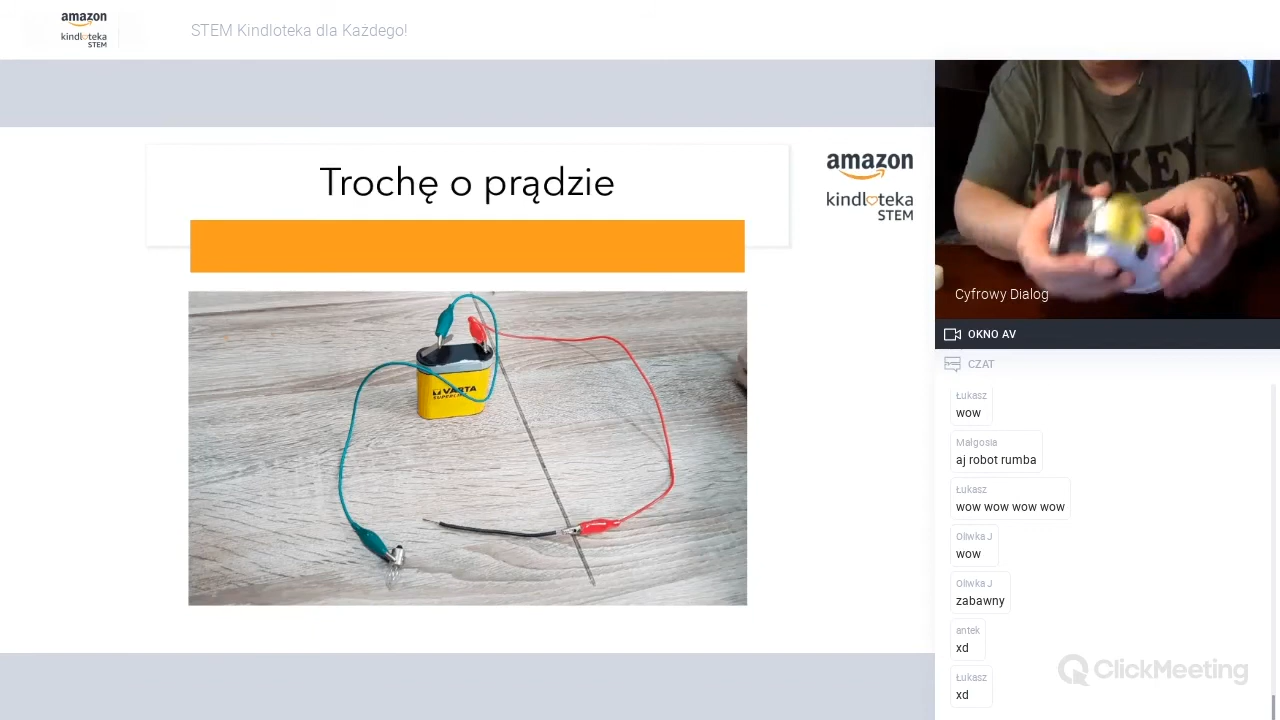 amazon
kindloteka
STEM
STEM Kindloteka dla Każdego!
Trochę o prądzie
amazon
kindloteka
STEM
VARTA
SUPERLIFE
MICKEY
Cyfrowy Dialog
OKNO AV
CZAT
Łukasz
wow
Małgosia
aj robot rumba
Łukasz
wow wow wow wow
Oliwka J
wow
Oliwka J
zabawny
antek
xd
Łukasz
xd
ClickMeeting